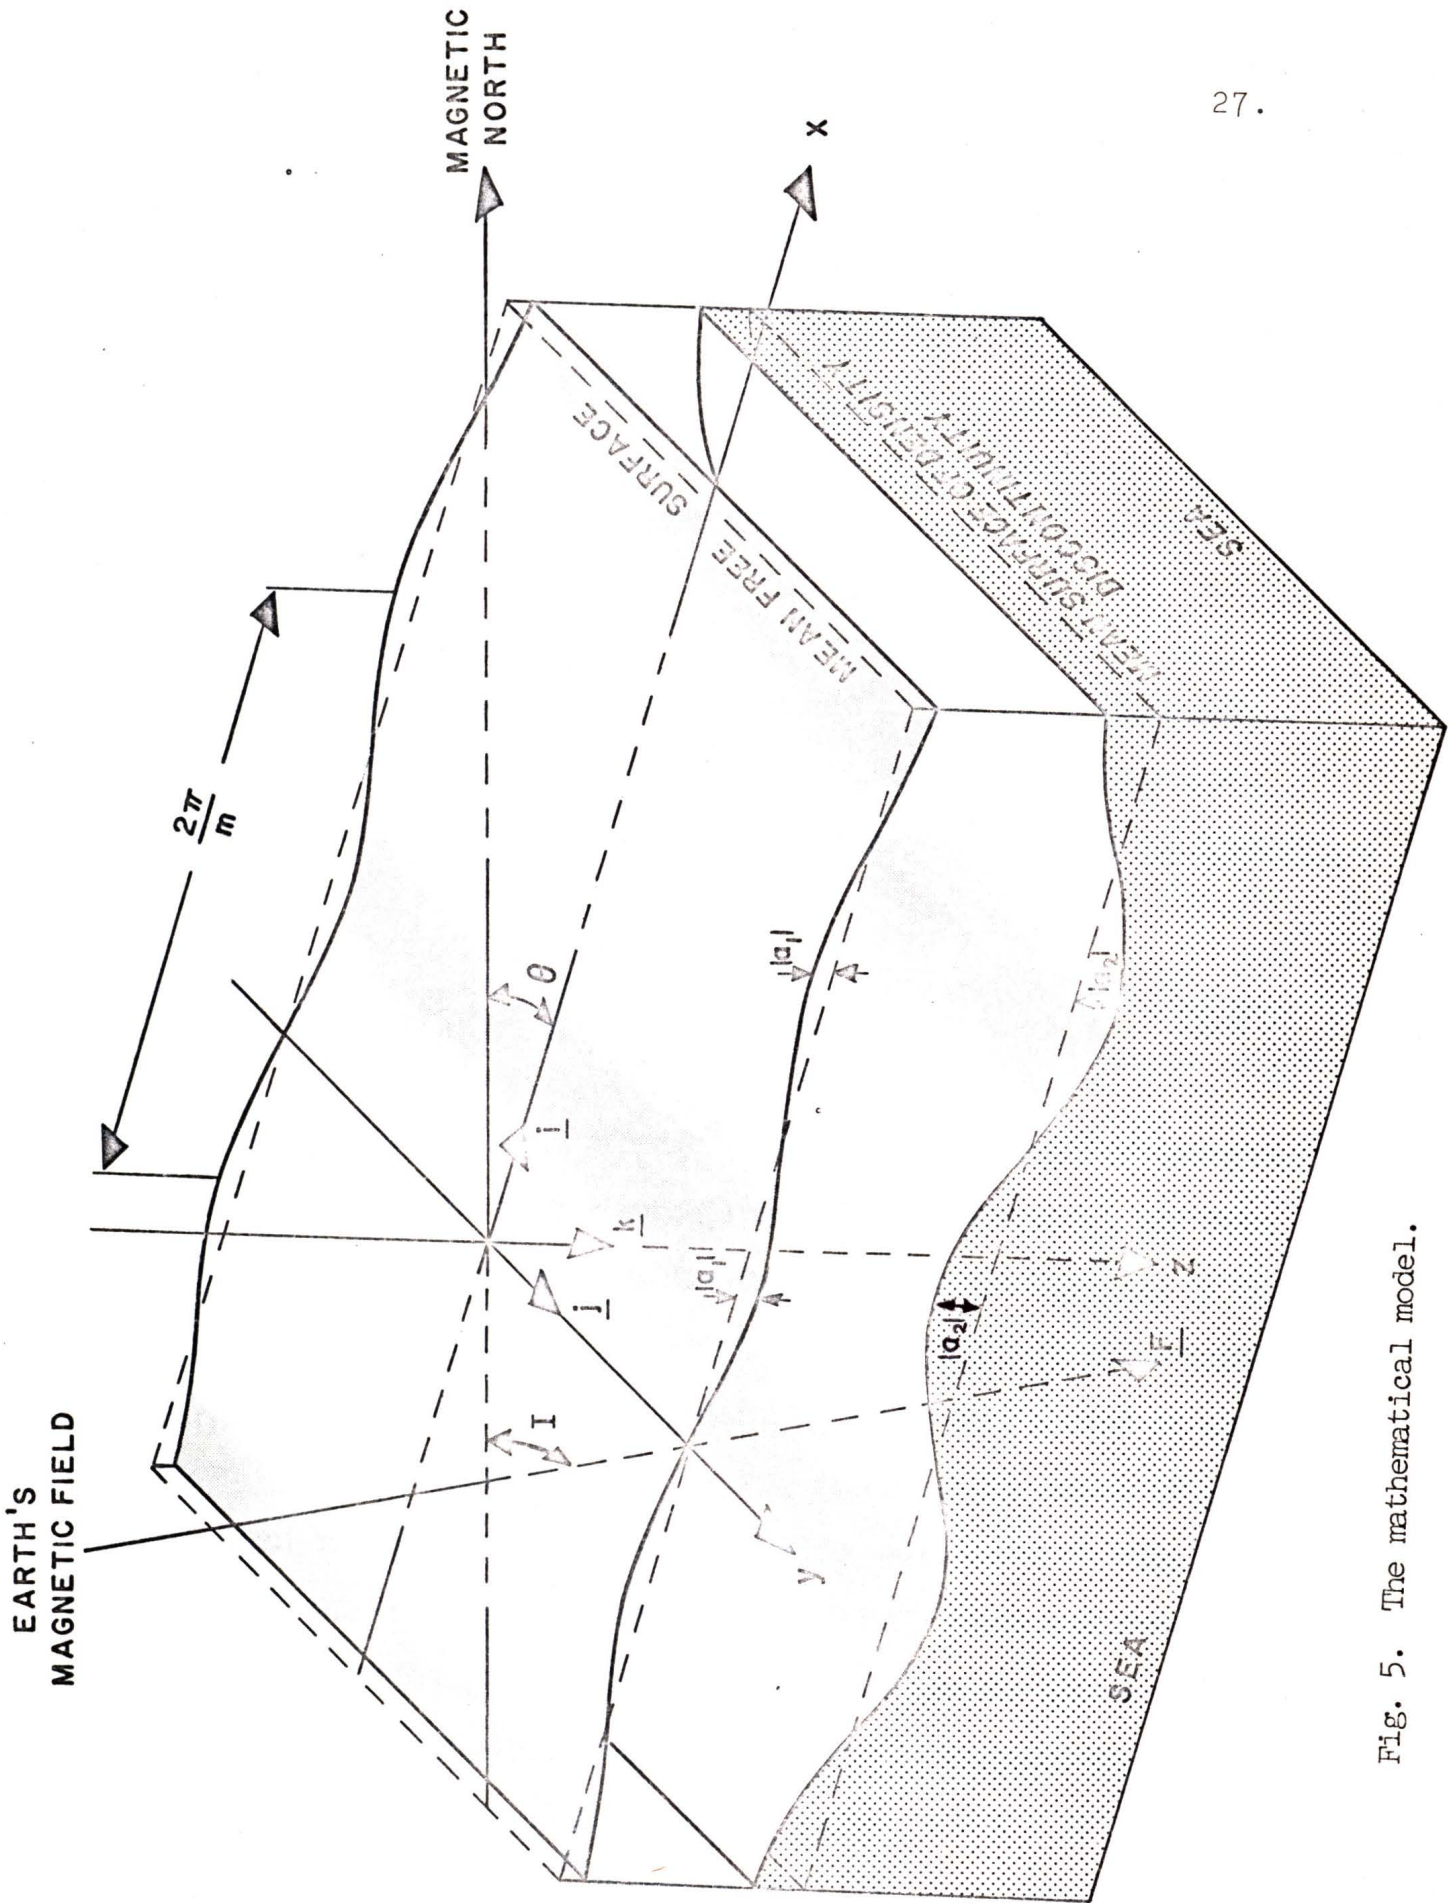 27.
MAGNETIC
NORTH
X
EARTH'S
MAGNETIC FIELD
2π
m
θ
i
j
k
I
|a₁|
|a₁|
|a₂|
|a₂|
y
z
F
MEAN FREE SURFACE
MEAN SURFACE OF DENSITY
DISCONTINUITY
SEA
SEA
Fig. 5. The mathematical model.